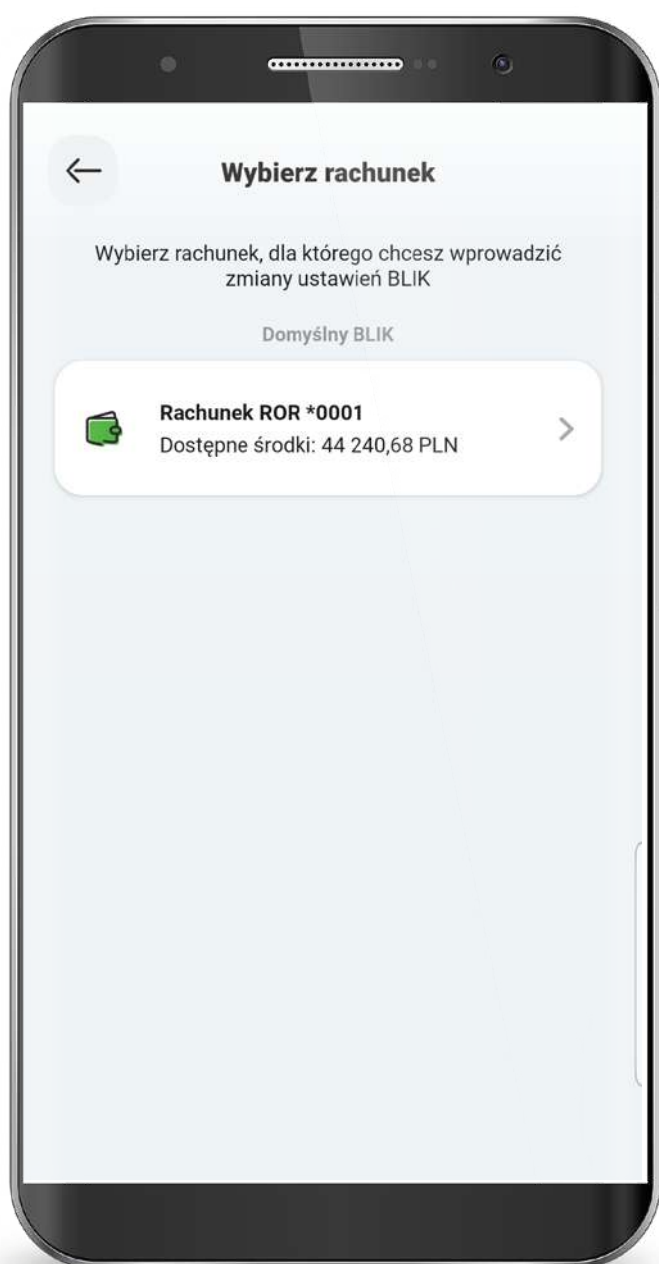 Wybierz rachunek
Wybierz rachunek, dla którego chcesz wprowadzić
zmiany ustawień BLIK
Domyślny BLIK
Rachunek ROR *0001
Dostępne środki: 44 240,68 PLN